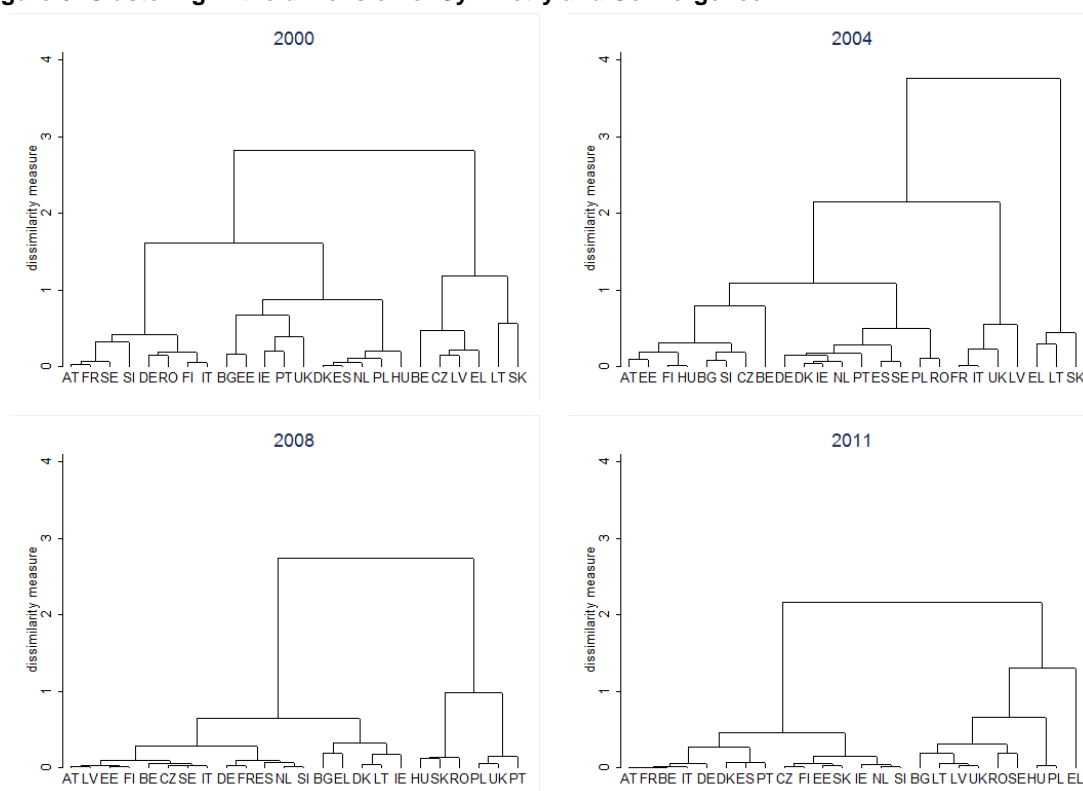 Clustering in the dimension of Symmetry and Convergence
2000
4
3
2
1
0
dissimilarity measure
AT FR SE SI DE RO FI IT BG EE IE PT UK DK ES NL PL HU BE CZ LV EL LT SK
2004
4
3
2
1
0
dissimilarity measure
AT EE FI HU BG SI CZ BE DE DK IE NL PT ES SE PL RO FR IT UK LV EL LT SK
2008
4
3
2
1
0
dissimilarity measure
AT LV EE FI BE CZ SE IT DE FR ES NL SI BG EL DK LT IE HU SK RO PL UK PT
2011
4
3
2
1
0
dissimilarity measure
AT FR BE IT DE DK ES PT CZ FI EE SK IE NL SI BG LT LV UK RO SE HU PL EL